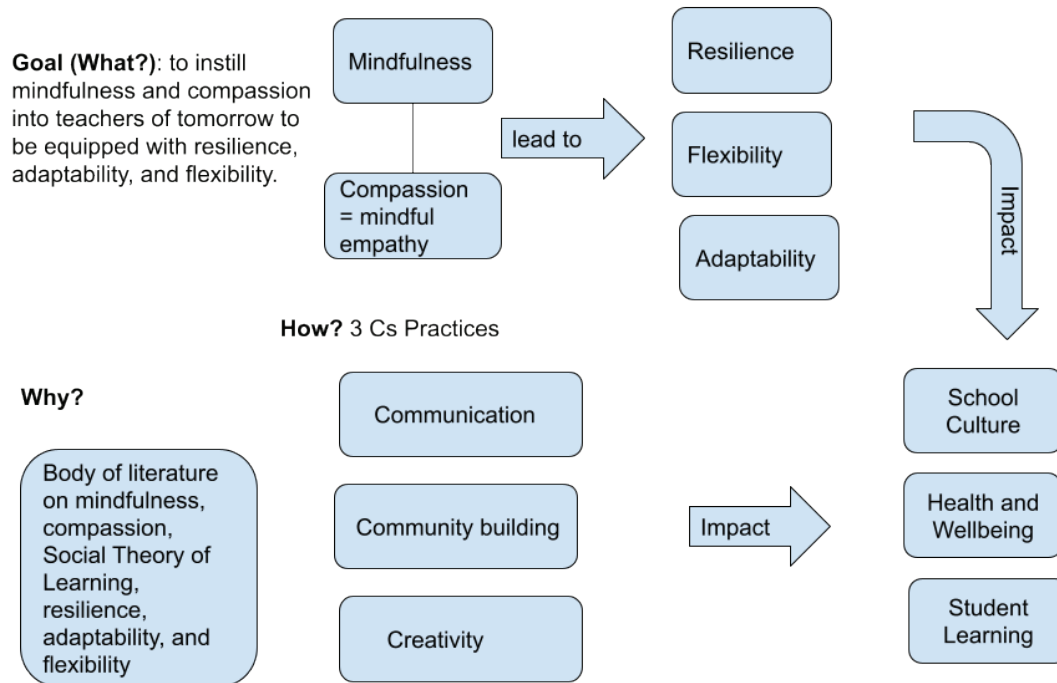 Goal (What?): to instill
mindfulness and compassion
into teachers of tomorrow to
be equipped with resilience,
adaptability, and flexibility.
Mindfulness
Compassion
= mindful
empathy
lead to
Resilience
Flexibility
Adaptability
Impact
How? 3 Cs Practices
Why?
Body of literature
on mindfulness,
compassion,
Social Theory of
Learning,
resilience,
adaptability, and
flexibility
Communication
Community building
Creativity
Impact
School
Culture
Health and
Wellbeing
Student
Learning